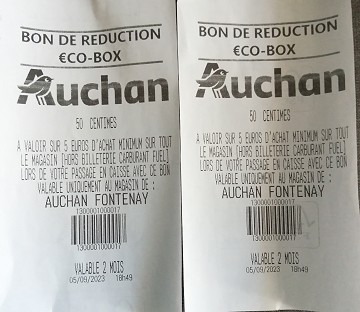 BON DE REDUCTION
€CO-BOX
Auchan
50 CENTIMES
A VALOIR SUR 5 EUROS D'ACHAT MINIMUM SUR TOUT
LE MAGASIN [HORS BILLETERIE CARBURANT FUEL]
LORS DE VOTRE PASSAGE EN CAISSE AVEC CE BON
VALABLE UNIQUEMENT AU MAGASIN DE :
AUCHAN FONTENAY
1300001000017
1300001000017
VALABLE 2 MOIS
05/09/2023 18h49
BON DE REDUCTION
€CO-BOX
Auchan
50 CENTIMES
A VALOIR SUR 5 EUROS D'ACHAT MINIMUM SUR TOUT
LE MAGASIN [HORS BILLETERIE CARBURANT FUEL]
LORS DE VOTRE PASSAGE EN CAISSE AVEC CE BON
VALABLE UNIQUEMENT AU MAGASIN DE :
AUCHAN FONTENAY
1300001000017
1300001000017
VALABLE 2 MOIS
05/09/2023 18h49